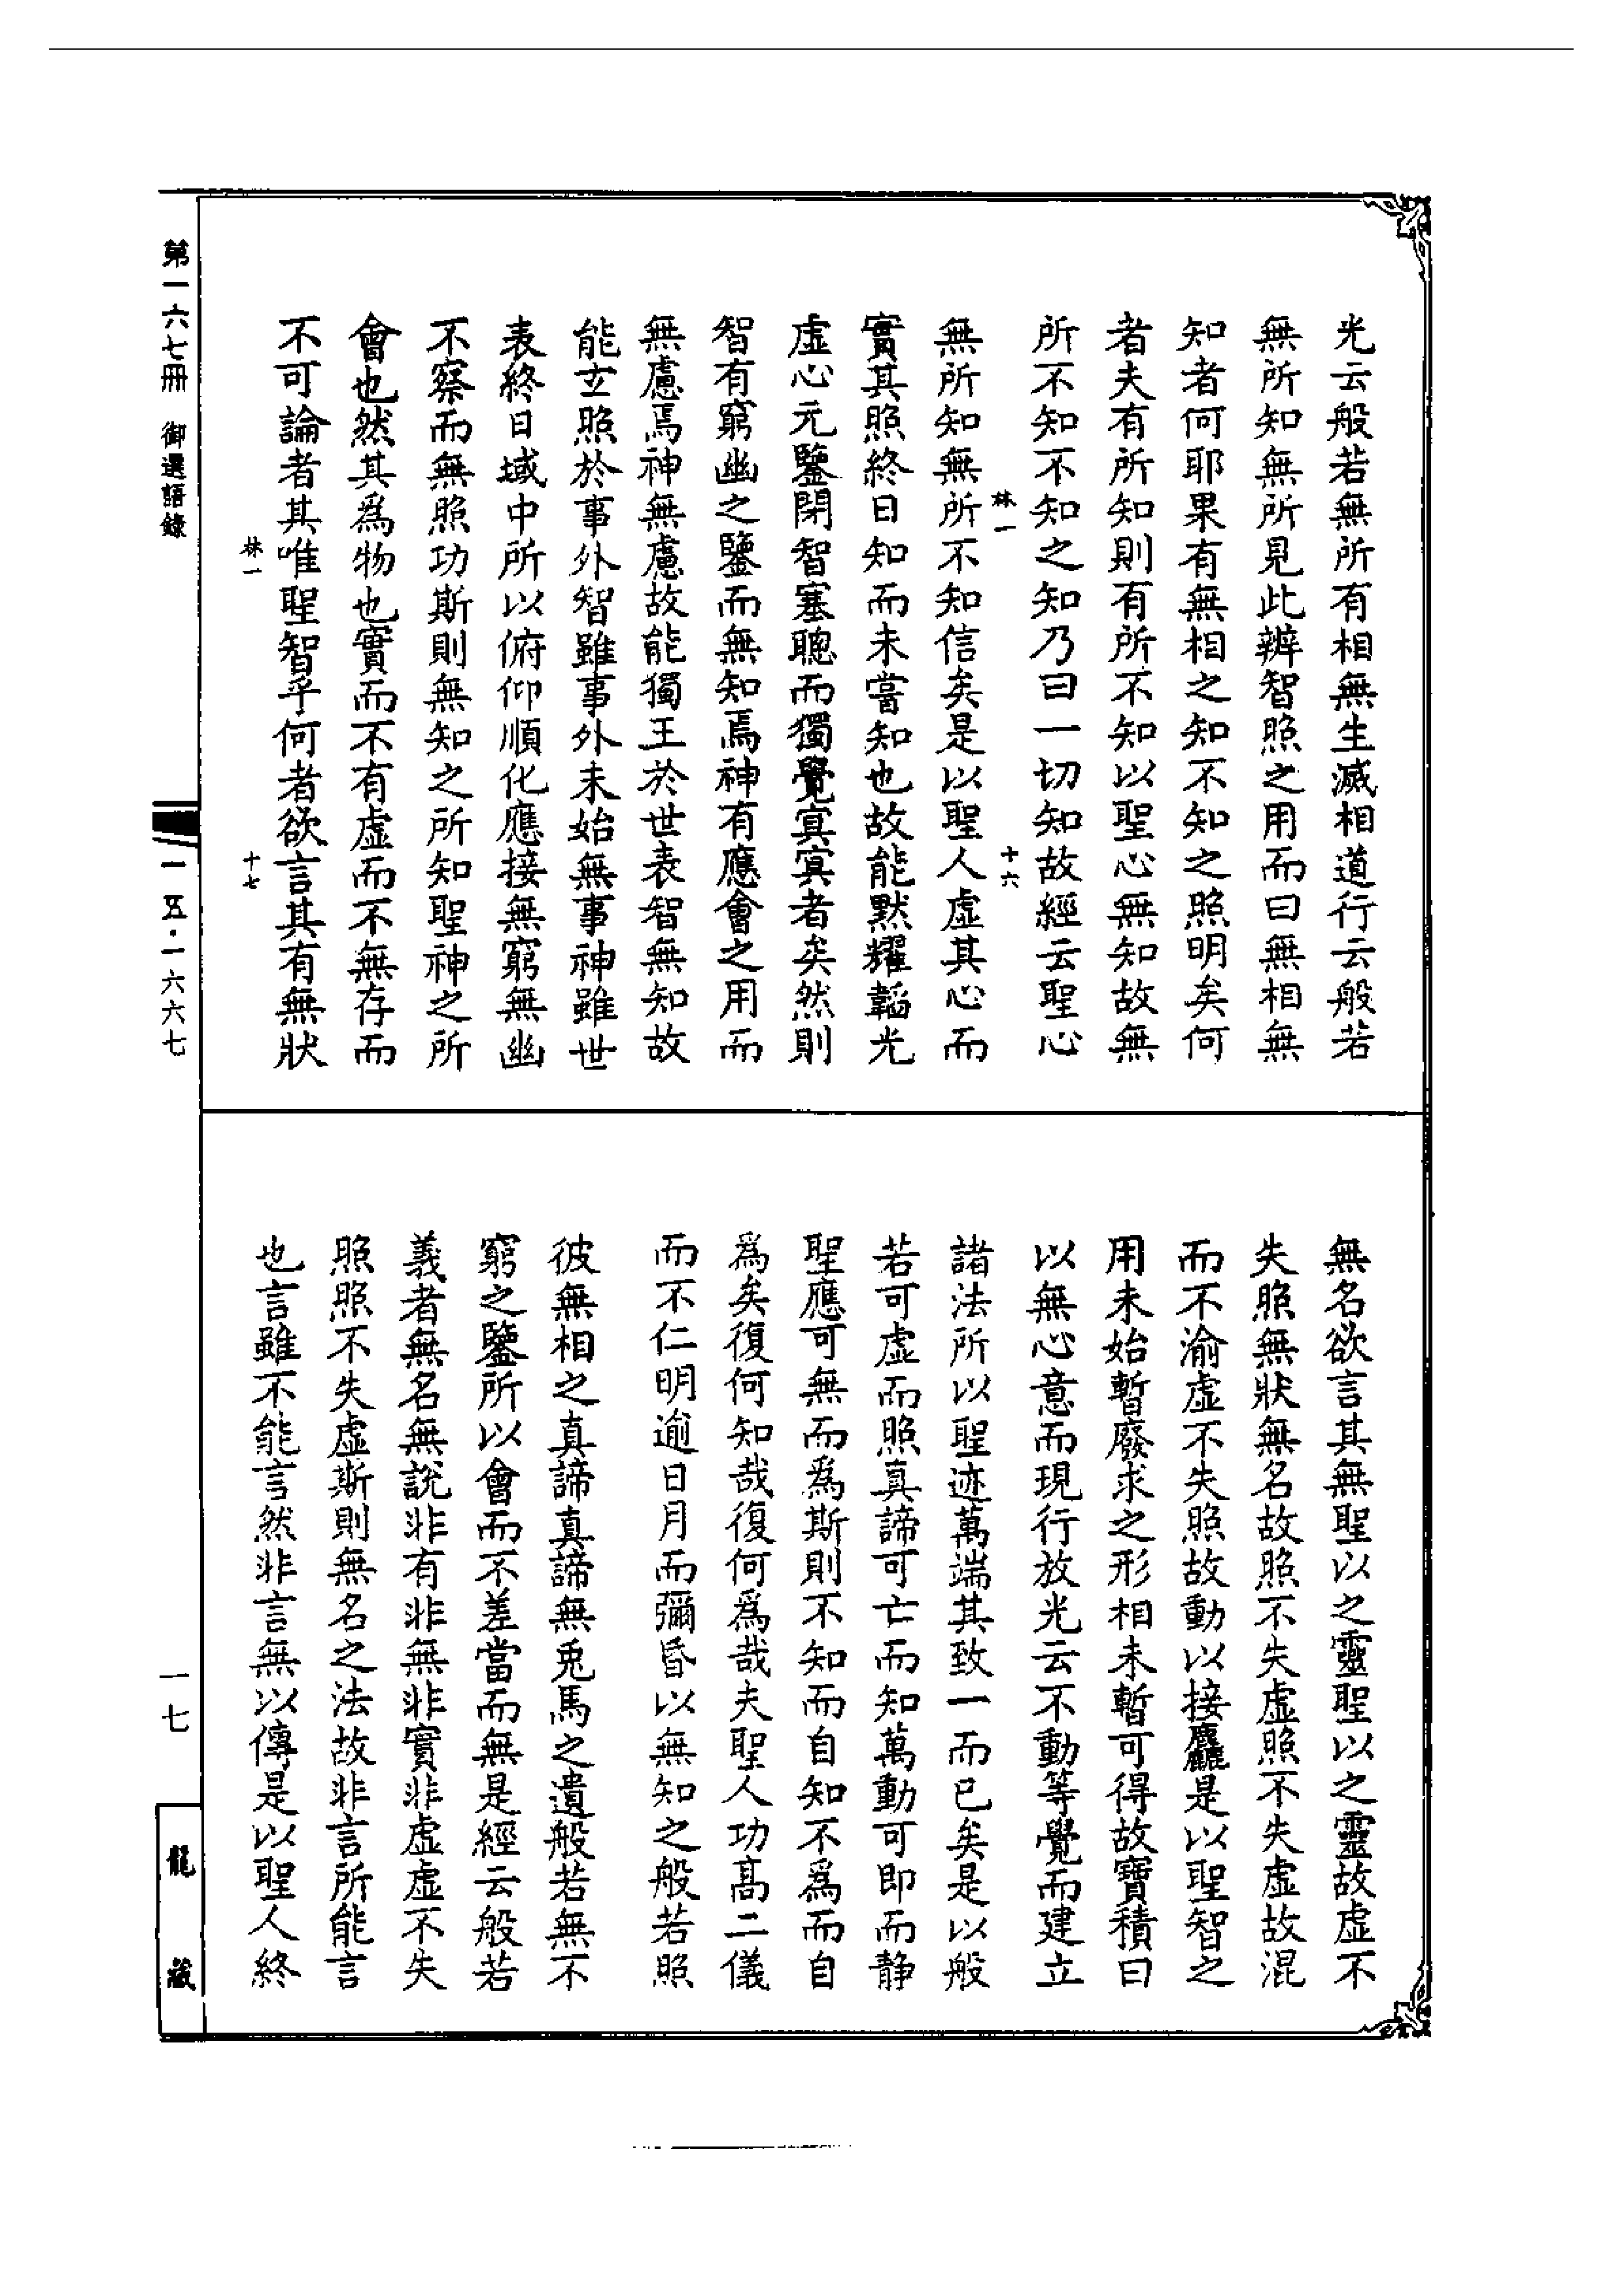 光云般若無所有相無生滅相道行云般若
無所知無所見此辨智照之用而曰無相無
知者何耶果有無相之知不知之照明矣何
者夫有所知則有所不知以聖心無知故無
所不知不知之知乃曰一切知故經云聖心
林一
十六
無所知無所不知信矣是以聖人虛其心而
實其照終日知而未嘗知也故能默耀韜光
虛心元鑒閉智塞聰而獨覺冥冥者矣然則
智有窮幽之鑒而無知焉神有應會之用而
無慮焉神無慮故能獨王於世表智無知故
能玄照於事外智雖事外未始無事神雖世
表終日域中所以俯仰順化應接無窮無幽
不察而無照功斯則無知之所知聖神之所
會也然其為物也實而不有虛而不無存而
不可論者其唯聖智乎何者欲言其有無狀
林一
十七
無名欲言其無聖以之靈聖以之靈故虛不
失照無狀無名故照不失虛照不失虛故混
而不渝虛不失照故動以接麤是以聖智之
用未始暫廢求之形相未暫可得故寶積曰
以無心意而現行放光云不動等覺而建立
諸法所以聖迹萬端其致一而已矣是以般
若可虛而照真諦可亡而知萬動可即而靜
聖應可無而為斯則不知而自知不為而自
為矣復何知哉復何為哉夫聖人功高二儀
而不仁明逾日月而彌昏以無知之般若照
彼無相之真諦真諦無兎馬之遺般若無不
窮之鑒所以會而不差當而無是經云般若
義者無名無說非有非無非實非虛虛不失
照照不失虛斯則無名之法故非言所能言
也言雖不能言然非言無以傳是以聖人終
第一六七冊 御選語錄
一五·一六六七
一七
龍藏